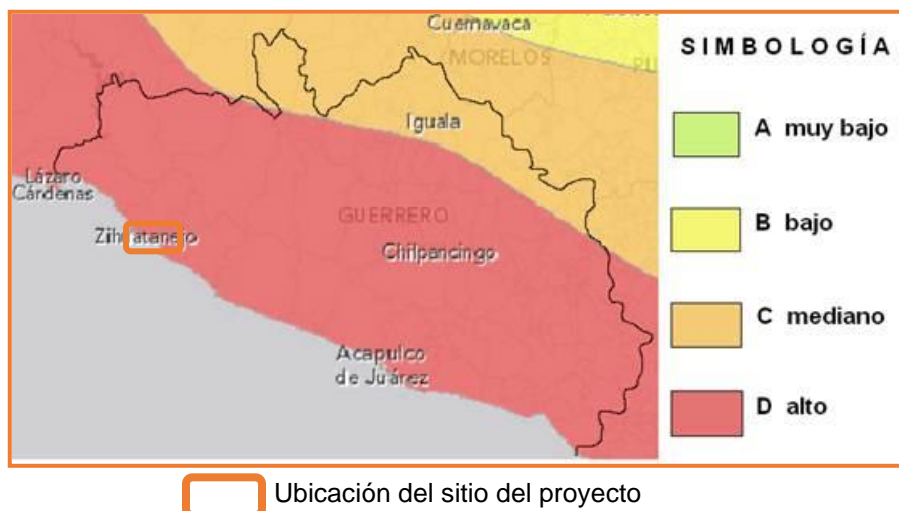 Cuernavaca
MORELOS
PU
Iguala
Lázaro
Cárdenas
GUERRERO
Zihuatanejo
Chilpancingo
Acapulco
de Juárez
SIMBOLOGÍA
A muy bajo
B bajo
C mediano
D alto
Ubicación del sitio del proyecto